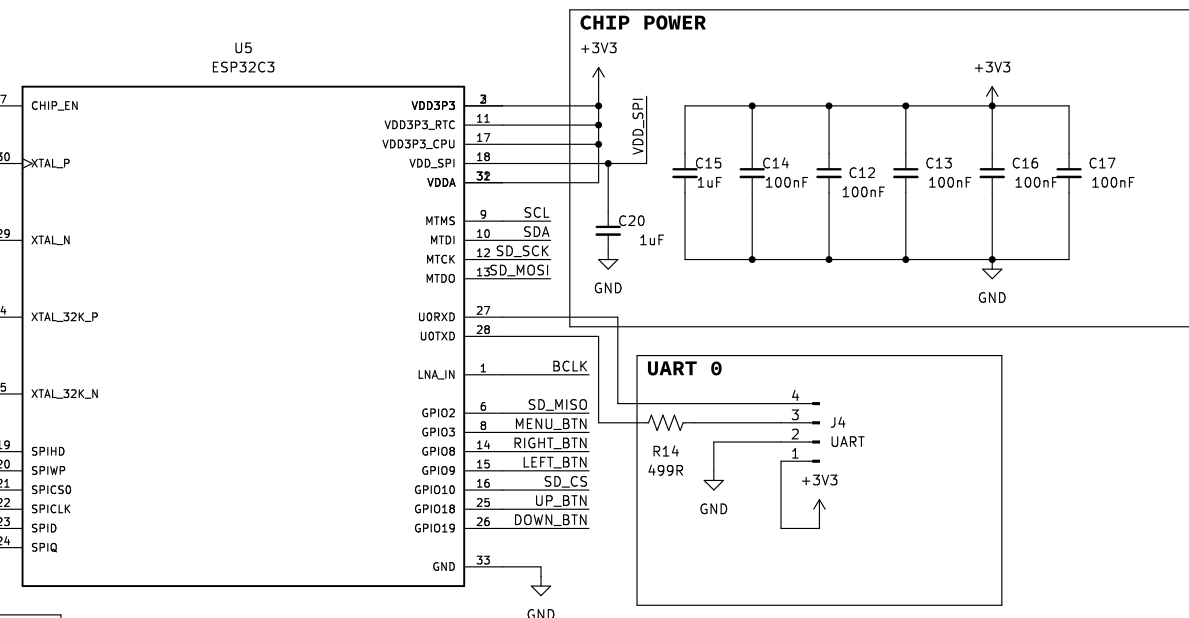 CHIP POWER
U5
ESP32C3
+3V3
+3V3
7 CHIP_EN
VDD3P3
VDD3P3_RTC 11
VDD3P3_CPU 17
VDD_SPI 18
VDDA
VDD_SPI
30 XTAL_P
C15
1uF
C14
100nF
C12
100nF
C13
100nF
C16
100nF
C17
100nF
C20
1uF
GND
GND
MTMS 9 SCL
29 XTAL_N
MTDI 10 SDA
MTCK 12 SD_SCK
MTDO 13 SD_MOSI
4 XTAL_32K_P
U0RXD 27
U0TXD 28
LNA_IN 1 BCLK
5 XTAL_32K_N
GPIO2 6 SD_MISO
GPIO3 8 MENU_BTN
19 SPIHD
GPIO8 14 RIGHT_BTN
20 SPIWP
GPIO9 15 LEFT_BTN
21 SPICS0
GPIO10 16 SD_CS
22 SPICLK
GPIO18 25 UP_BTN
23 SPID
GPIO19 26 DOWN_BTN
24 SPIQ
GND 33
GND
UART 0
4
3
2
1
J4
UART
R14
499R
GND
+3V3